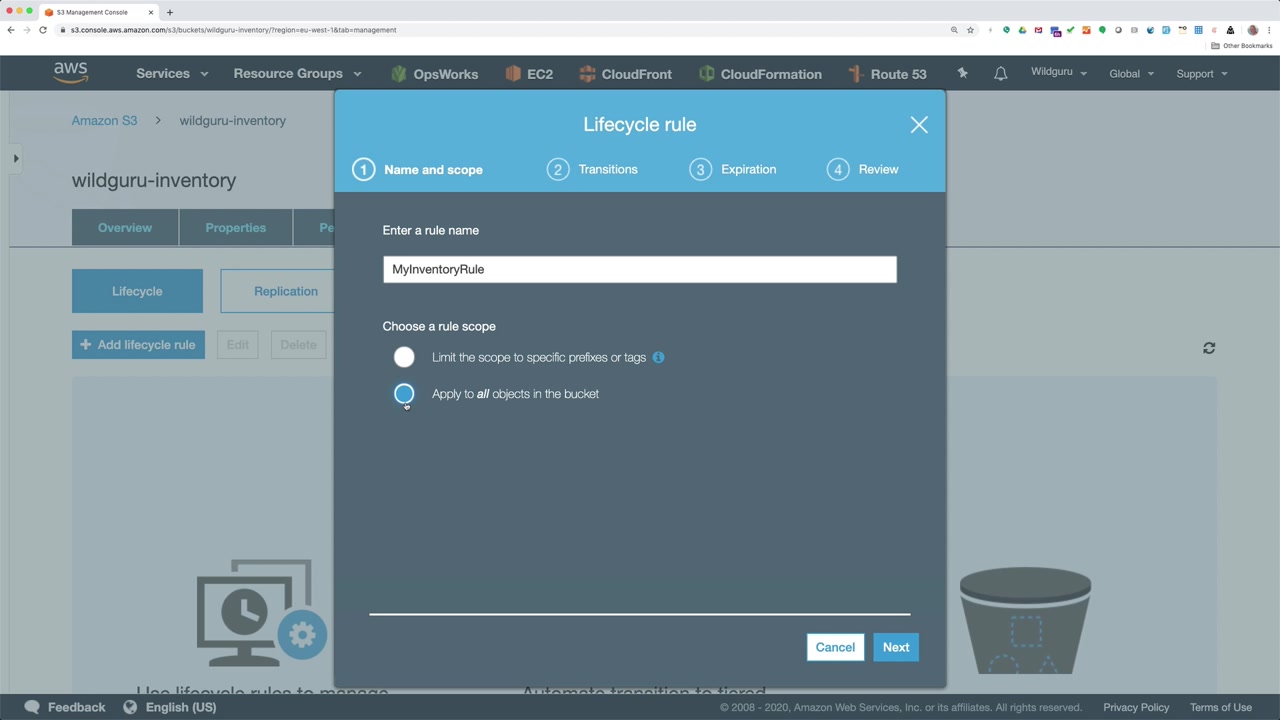 S3 Management Console
s3.console.aws.amazon.com/s3/buckets/wildguru-inventory/?region=eu-west-1&tab=management
Other Bookmarks
aws
Services
Resource Groups
OpsWorks
EC2
CloudFront
CloudFormation
Route 53
Wildguru
Global
Support
Amazon S3 > wildguru-inventory
wildguru-inventory
Overview
Properties
Pe
Lifecycle
Replication
Add lifecycle rule
Edit
Delete
Lifecycle rule
1 Name and scope
2 Transitions
3 Expiration
4 Review
Enter a rule name
MyInventoryRule
Choose a rule scope
Limit the scope to specific prefixes or tags
Apply to all objects in the bucket
Cancel
Next
Use lifecycle rules to manage
Automate transition to tiered
Feedback
English (US)
© 2008 - 2020, Amazon Web Services, Inc. or its affiliates. All rights reserved.
Privacy Policy
Terms of Use